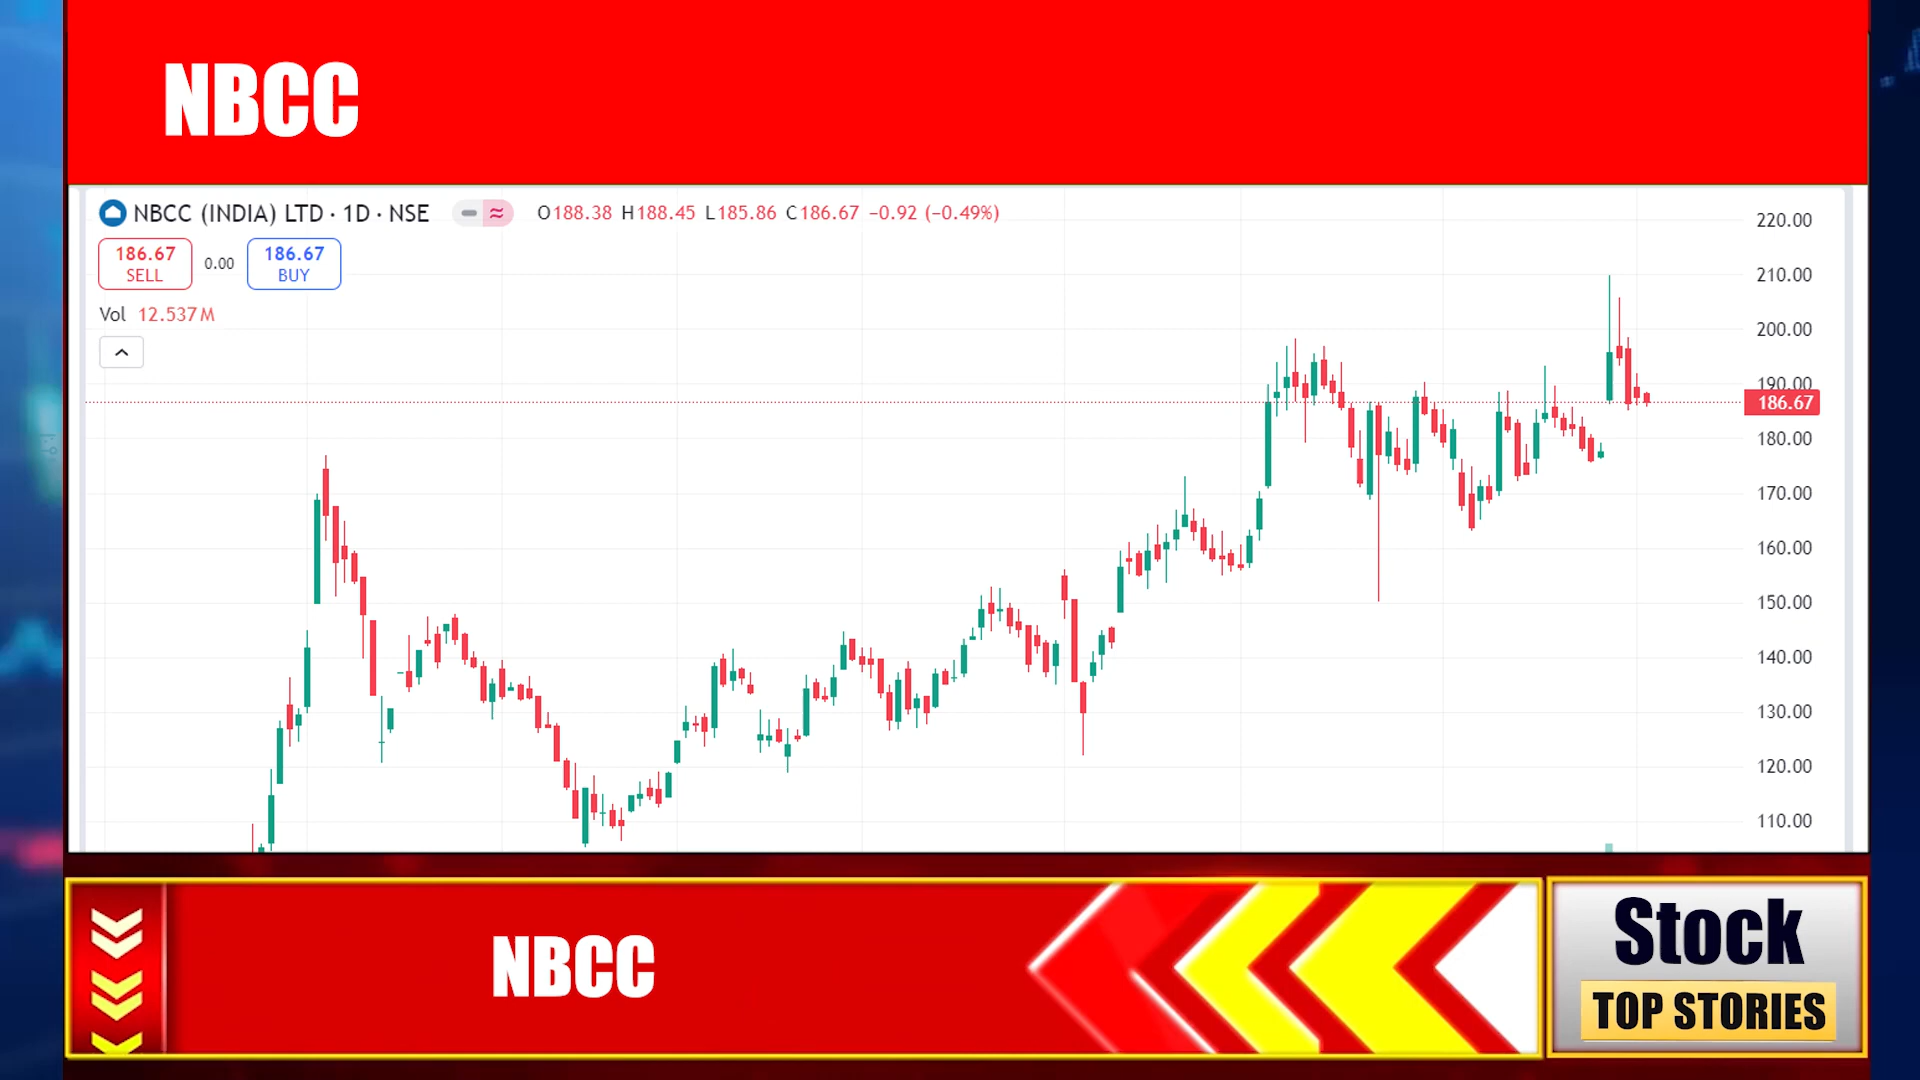 NBCC
NBCC (INDIA) LTD · 1D · NSE
O188.38 H188.45 L185.86 C186.67 −0.92 (−0.49%)
186.67
SELL
0.00
186.67
BUY
Vol 12.537 M
220.00
210.00
200.00
190.00
186.67
180.00
170.00
160.00
150.00
140.00
130.00
120.00
110.00
NBCC
Stock
TOP STORIES